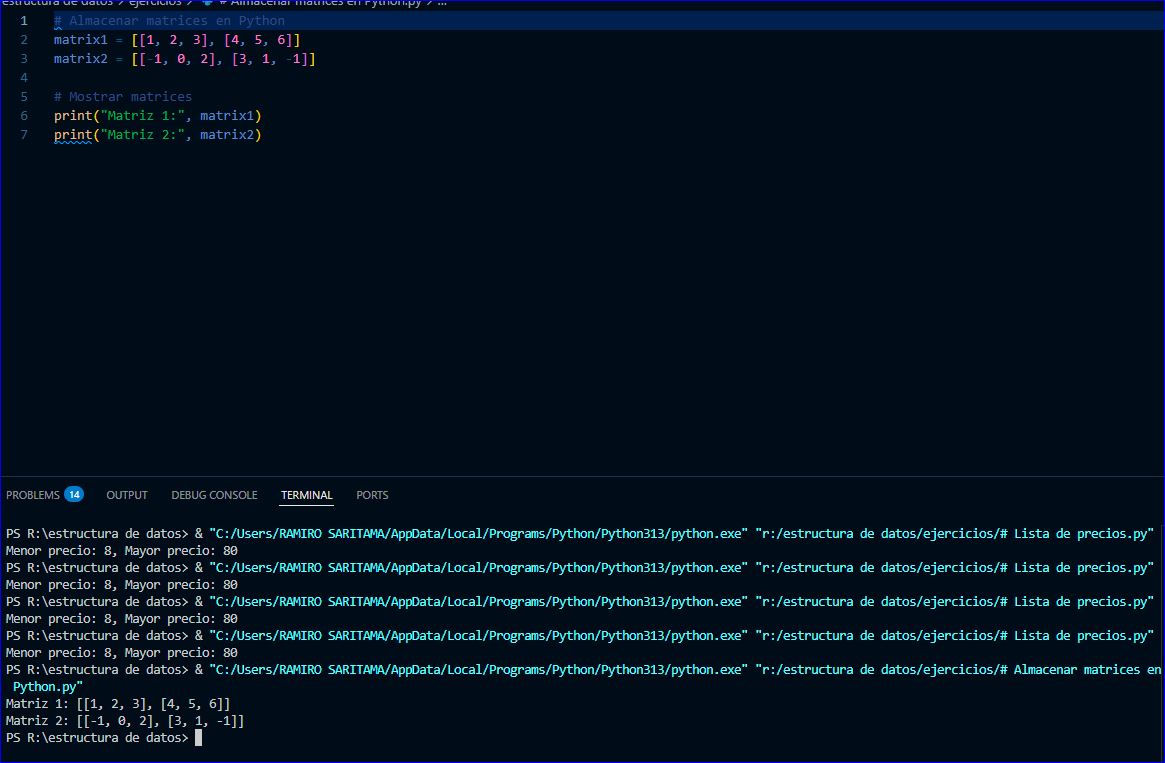 estructura de datos > ejercicios > # Almacenar matrices en Python.py > ...
1 # Almacenar matrices en Python
2 matrix1 = [[1, 2, 3], [4, 5, 6]]
3 matrix2 = [[-1, 0, 2], [3, 1, -1]]
4
5 # Mostrar matrices
6 print("Matriz 1:", matrix1)
7 print("Matriz 2:", matrix2)
PROBLEMS 14 OUTPUT DEBUG CONSOLE TERMINAL PORTS
PS R:\estructura de datos> & "C:/Users/RAMIRO SARITAMA/AppData/Local/Programs/Python/Python313/python.exe" "r:/estructura de datos/ejercicios/# Lista de precios.py"
Menor precio: 8, Mayor precio: 80
PS R:\estructura de datos> & "C:/Users/RAMIRO SARITAMA/AppData/Local/Programs/Python/Python313/python.exe" "r:/estructura de datos/ejercicios/# Lista de precios.py"
Menor precio: 8, Mayor precio: 80
PS R:\estructura de datos> & "C:/Users/RAMIRO SARITAMA/AppData/Local/Programs/Python/Python313/python.exe" "r:/estructura de datos/ejercicios/# Lista de precios.py"
Menor precio: 8, Mayor precio: 80
PS R:\estructura de datos> & "C:/Users/RAMIRO SARITAMA/AppData/Local/Programs/Python/Python313/python.exe" "r:/estructura de datos/ejercicios/# Lista de precios.py"
Menor precio: 8, Mayor precio: 80
PS R:\estructura de datos> & "C:/Users/RAMIRO SARITAMA/AppData/Local/Programs/Python/Python313/python.exe" "r:/estructura de datos/ejercicios/# Almacenar matrices en
Python.py"
Matriz 1: [[1, 2, 3], [4, 5, 6]]
Matriz 2: [[-1, 0, 2], [3, 1, -1]]
PS R:\estructura de datos>